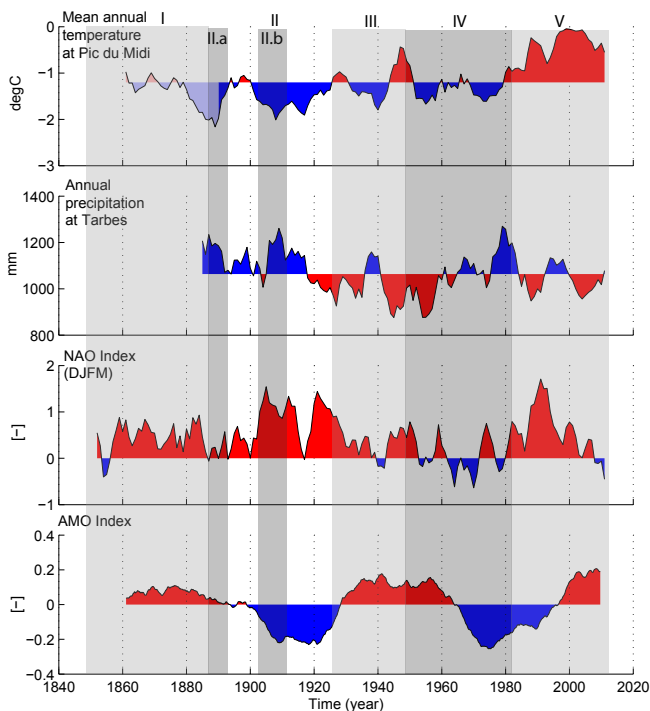 Mean annual
temperature
at Pic du Midi
I
II
III
IV
V
II.a
II.b
0
−1
−2
−3
degC
Annual
precipitation
at Tarbes
1400
1200
1000
800
mm
NAO Index
(DJFM)
2
1
0
−1
[−]
AMO Index
0.4
0.2
0
−0.2
−0.4
[−]
1840 1860 1880 1900 1920 1940 1960 1980 2000 2020
Time (year)